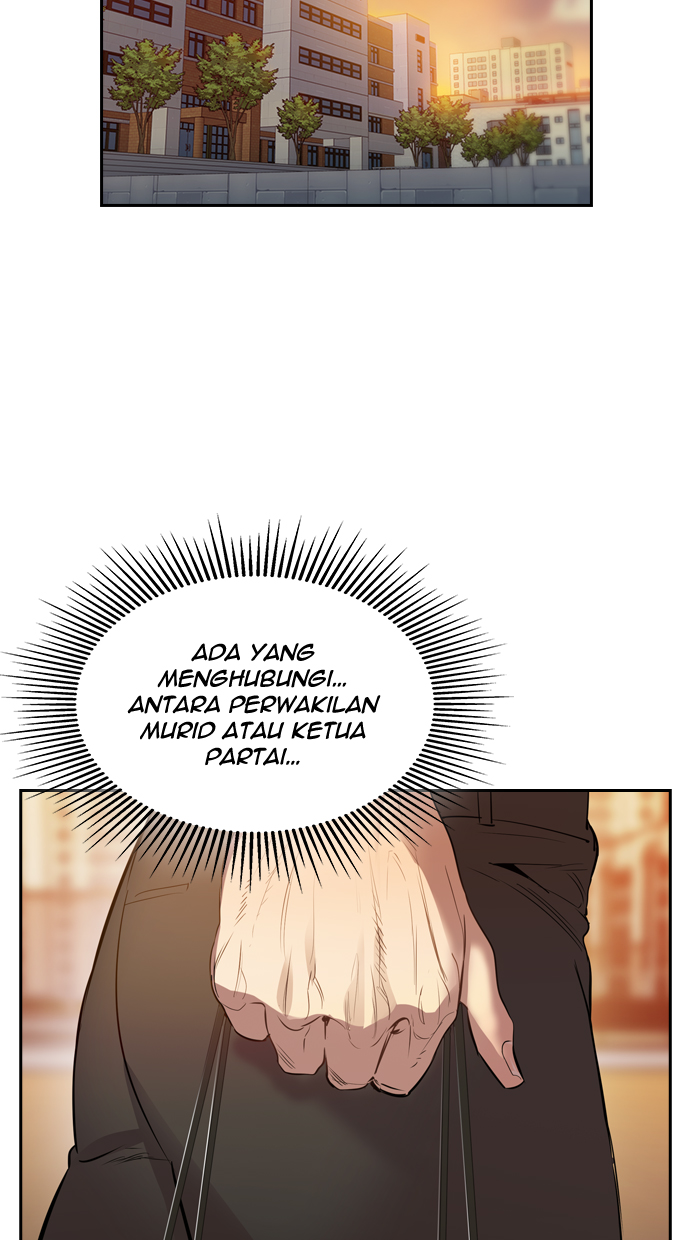 ADA YANG
MENGHUBUNGI...
ANTARA PERWAKILAN
MURID ATAU KETUA
PARTAI...